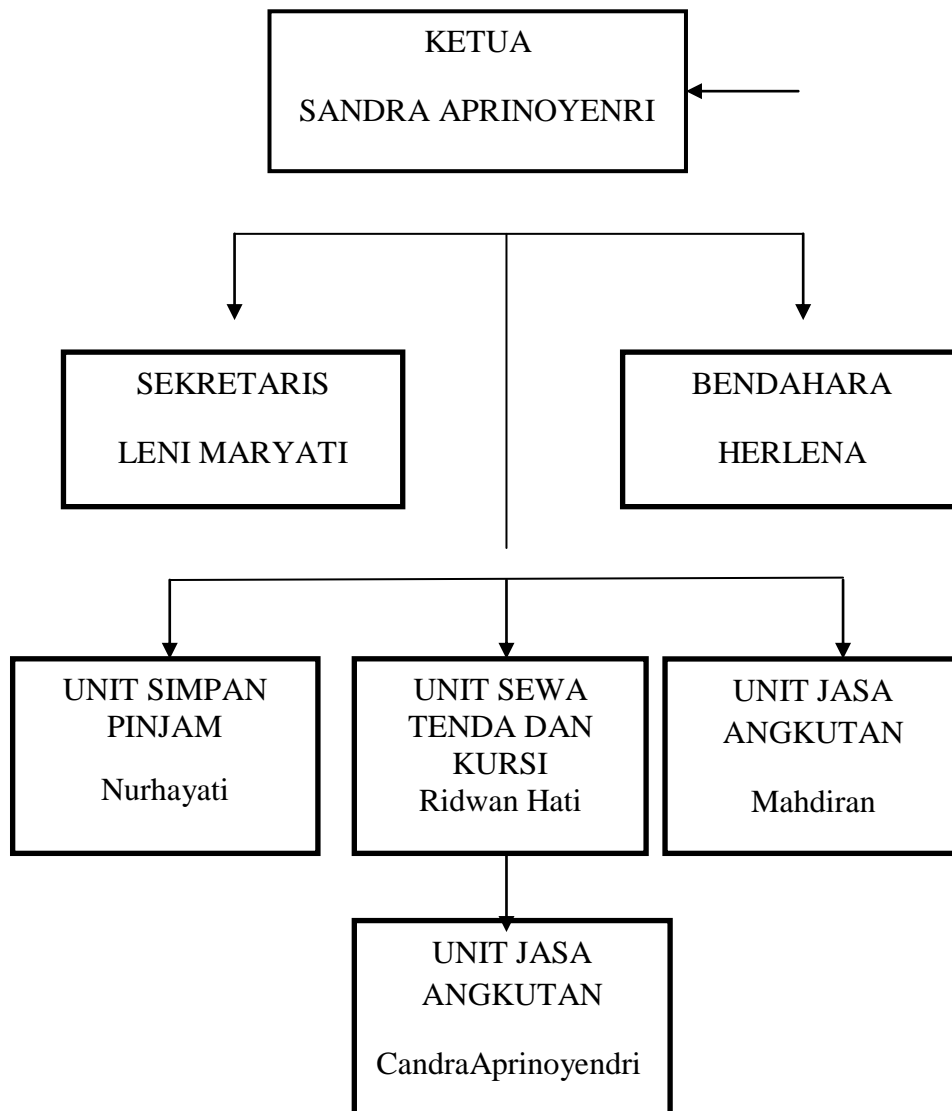 KETUA
SANDRA APRINOYENRI
SEKRETARIS
LENI MARYATI
BENDAHARA
HERLENA
UNIT SIMPAN
PINJAM
Nurhayati
UNIT SEWA
TENDA DAN
KURSI
Ridwan Hati
UNIT JASA
ANGKUTAN
Mahdiran
UNIT JASA
ANGKUTAN
CandraAprinoyendri